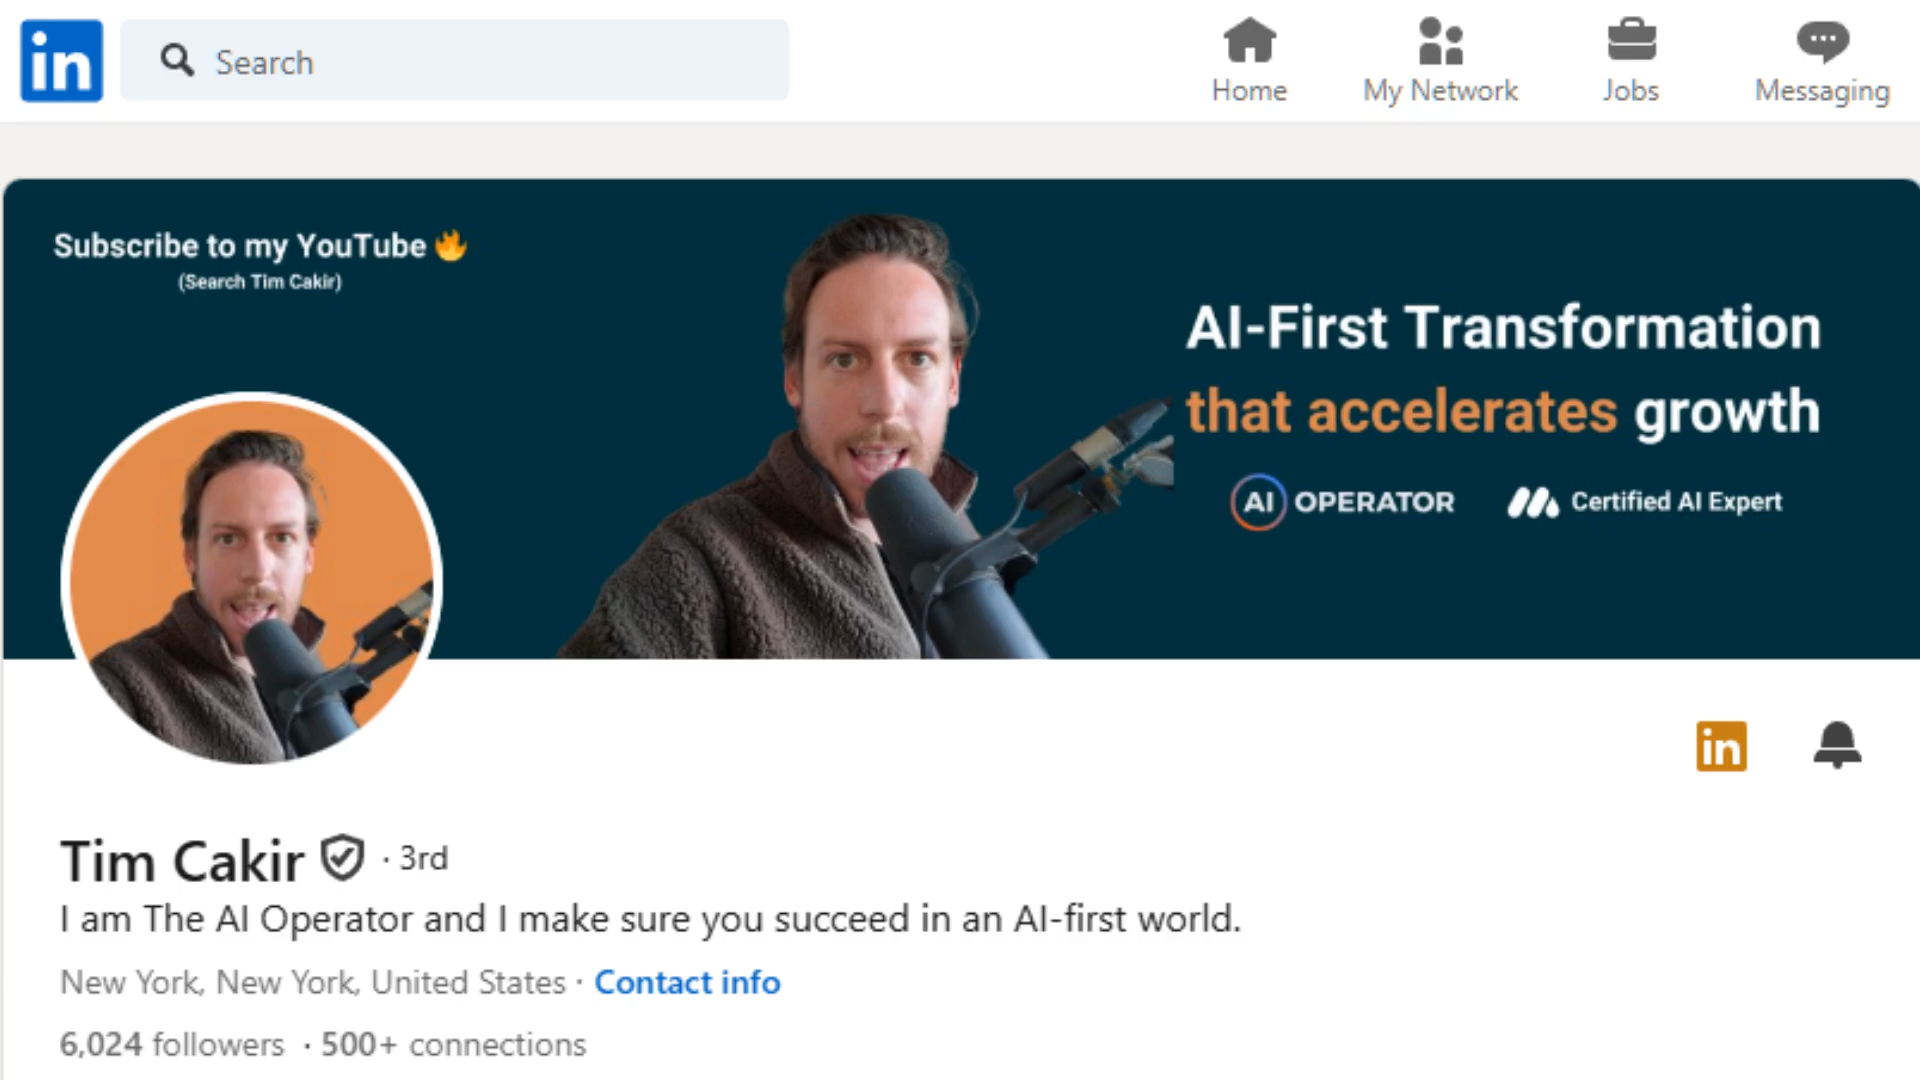 in
Search
Home
My Network
Jobs
Messaging
Subscribe to my YouTube 🔥
(Search Tim Cakir)
AI-First Transformation
that accelerates growth
AI OPERATOR
Certified AI Expert
in
Tim Cakir · 3rd
I am The AI Operator and I make sure you succeed in an AI-first world.
New York, New York, United States · Contact info
6,024 followers · 500+ connections